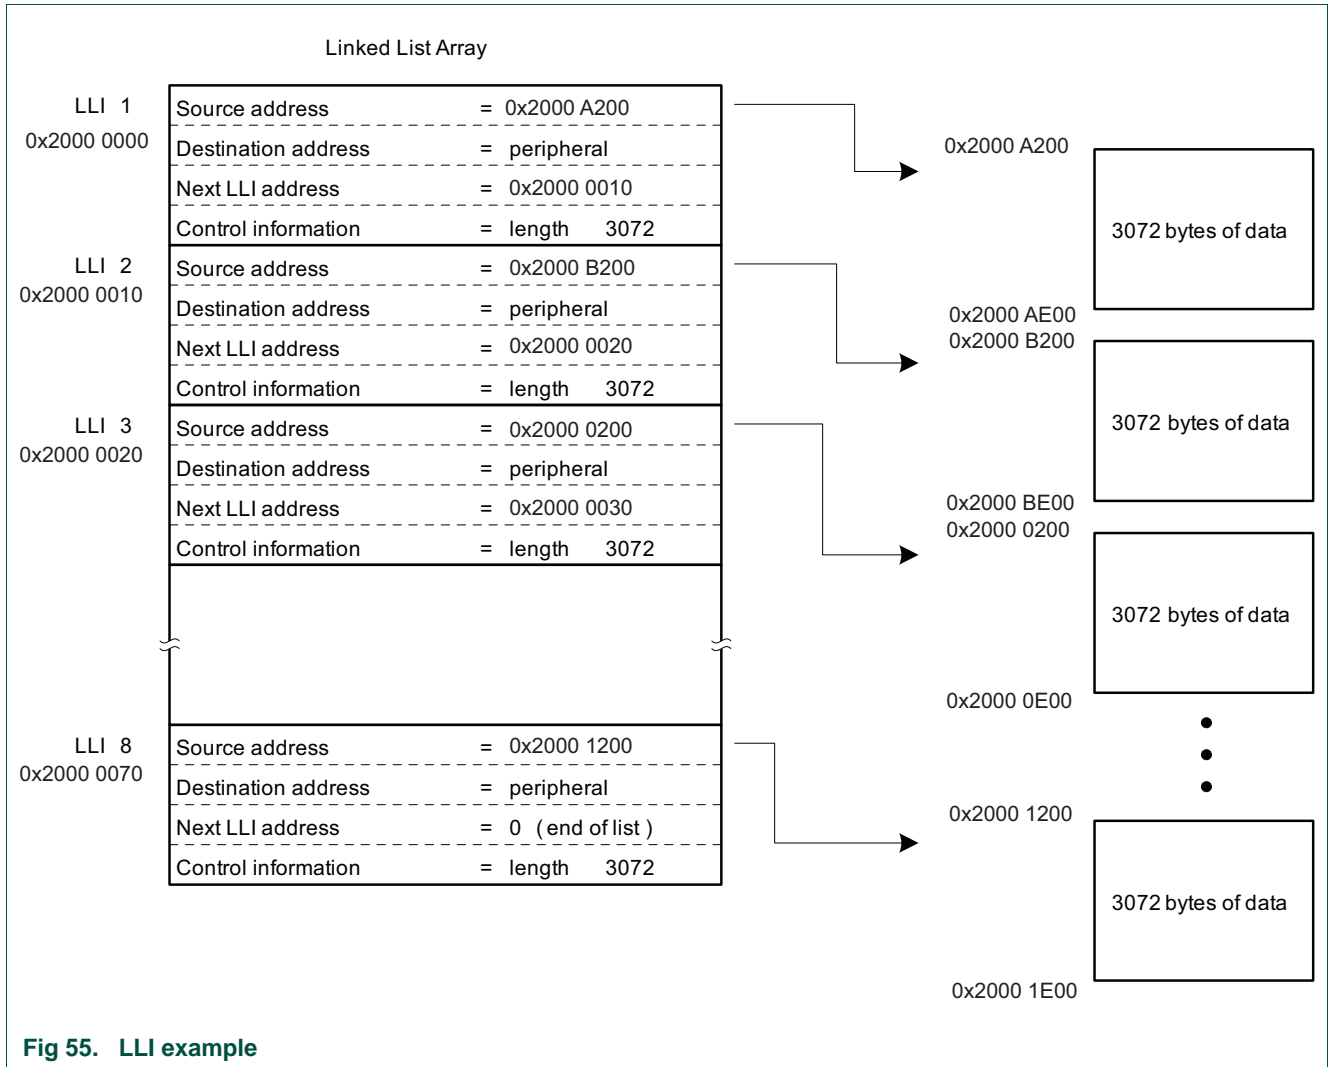 Linked List Array
LLI 1
0x2000 0000
Source address = 0x2000 A200
Destination address = peripheral
Next LLI address = 0x2000 0010
Control information = length 3072
LLI 2
0x2000 0010
Source address = 0x2000 B200
Destination address = peripheral
Next LLI address = 0x2000 0020
Control information = length 3072
LLI 3
0x2000 0020
Source address = 0x2000 0200
Destination address = peripheral
Next LLI address = 0x2000 0030
Control information = length 3072
LLI 8
0x2000 0070
Source address = 0x2000 1200
Destination address = peripheral
Next LLI address = 0 (end of list)
Control information = length 3072
0x2000 A200
3072 bytes of data
0x2000 AE00
0x2000 B200
3072 bytes of data
0x2000 BE00
0x2000 0200
3072 bytes of data
0x2000 0E00
0x2000 1200
3072 bytes of data
0x2000 1E00
Fig 55. LLI example